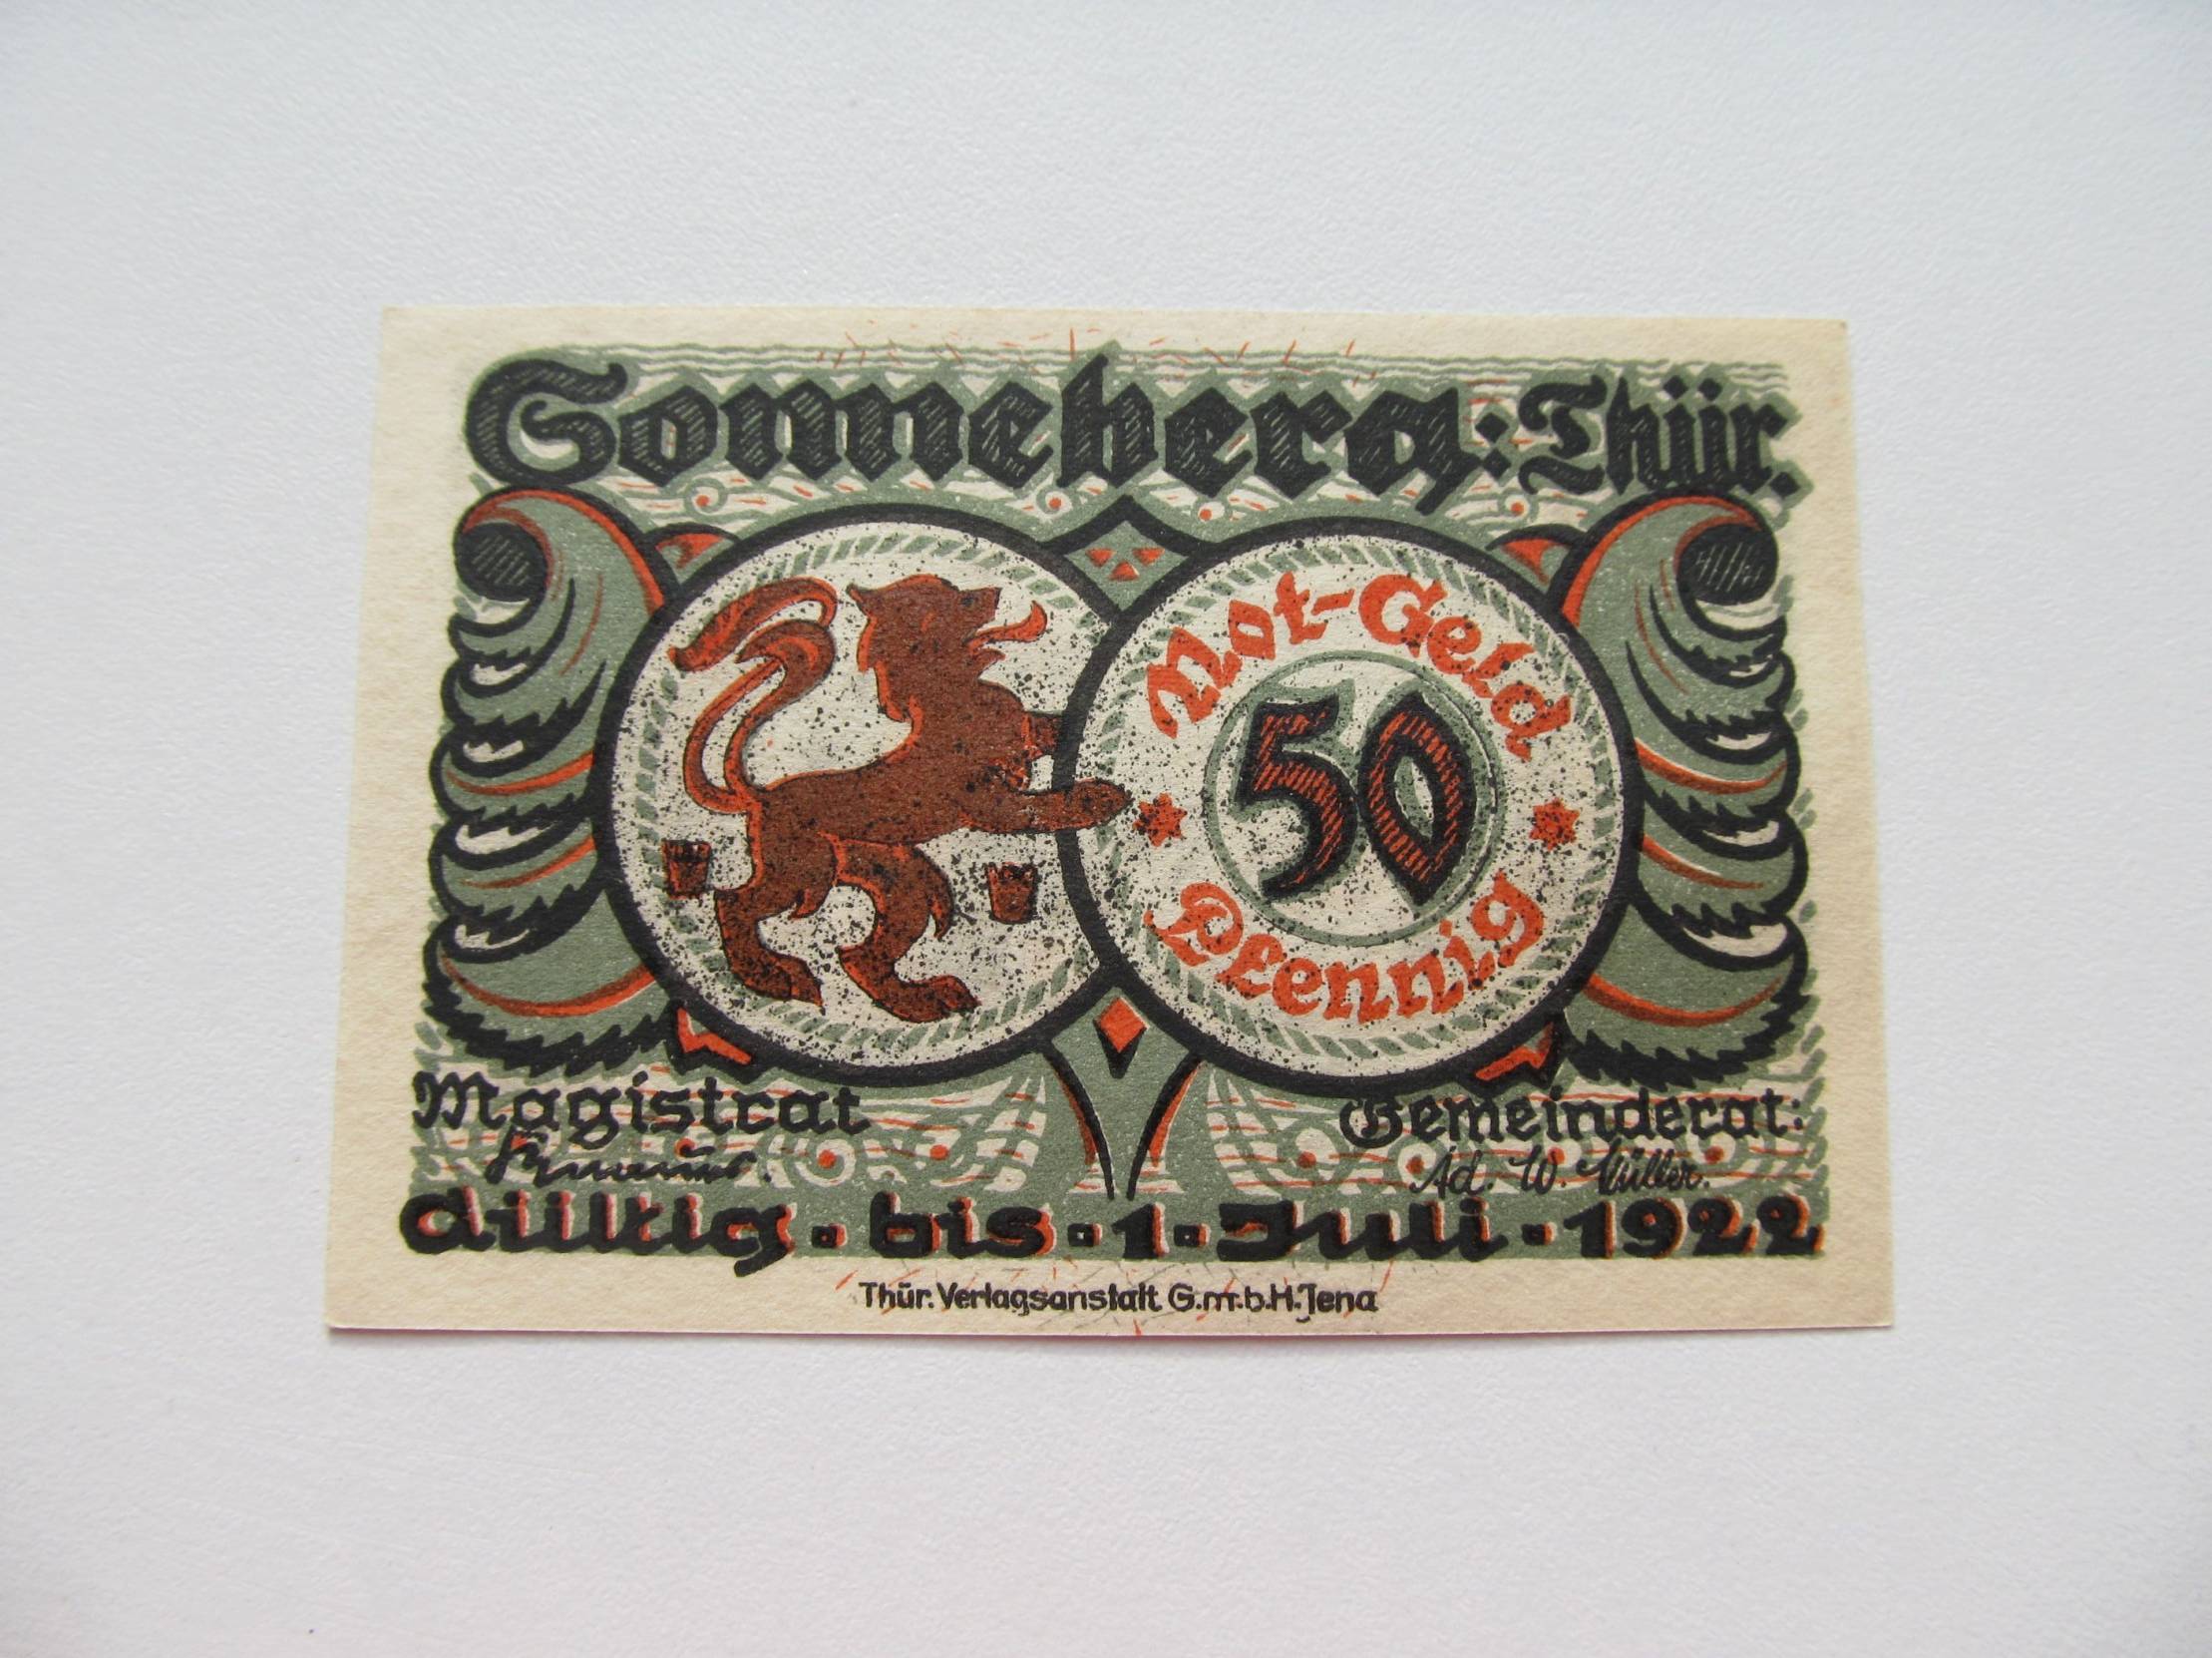 Sonneberg: Thür.
Not-Geld
50
Pfennig
Magistrat
Gemeinderat:
Ad. W. Müller.
Gültig · bis · 1 · Juli · 1922
Thür. Verlagsanstalt G.m.b.H. Jena